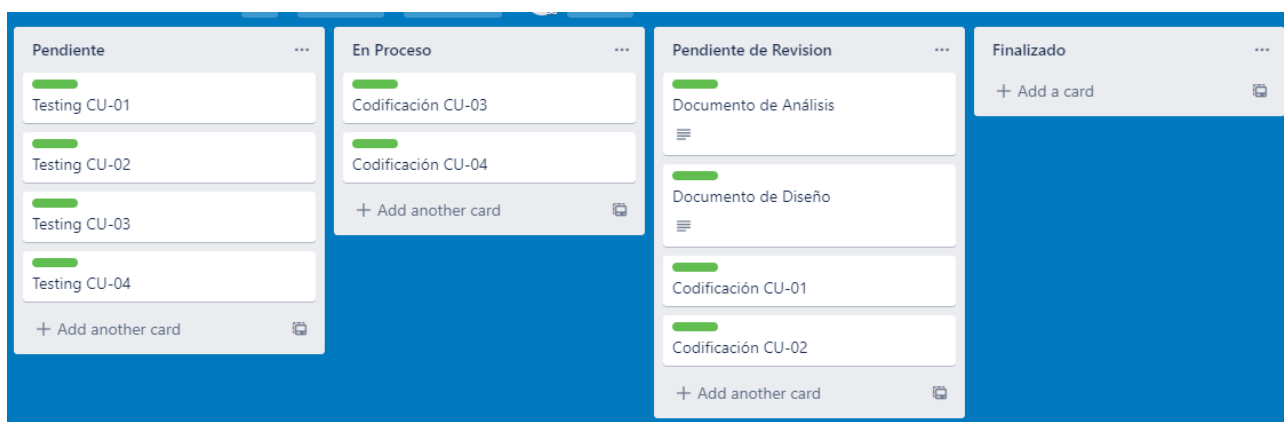 Pendiente
Testing CU-01
Testing CU-02
Testing CU-03
Testing CU-04
+ Add another card
En Proceso
Codificación CU-03
Codificación CU-04
+ Add another card
Pendiente de Revision
Documento de Análisis
Documento de Diseño
Codificación CU-01
Codificación CU-02
+ Add another card
Finalizado
+ Add a card